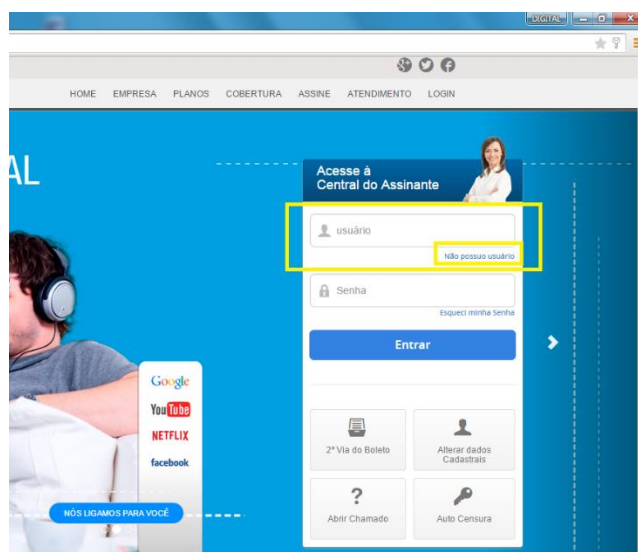 DIGITAL
HOME EMPRESA PLANOS COBERTURA ASSINE ATENDIMENTO LOGIN
AL
Acesse à
Central do Assinante
usuário
Não possuo usuário
Senha
Esqueci minha Senha
Entrar
Google
YouTube
NETFLIX
facebook
2ª Via do Boleto
Alterar dados
Cadastrais
NÓS LIGAMOS PARA VOCÊ
Abrir Chamado
Auto Censura